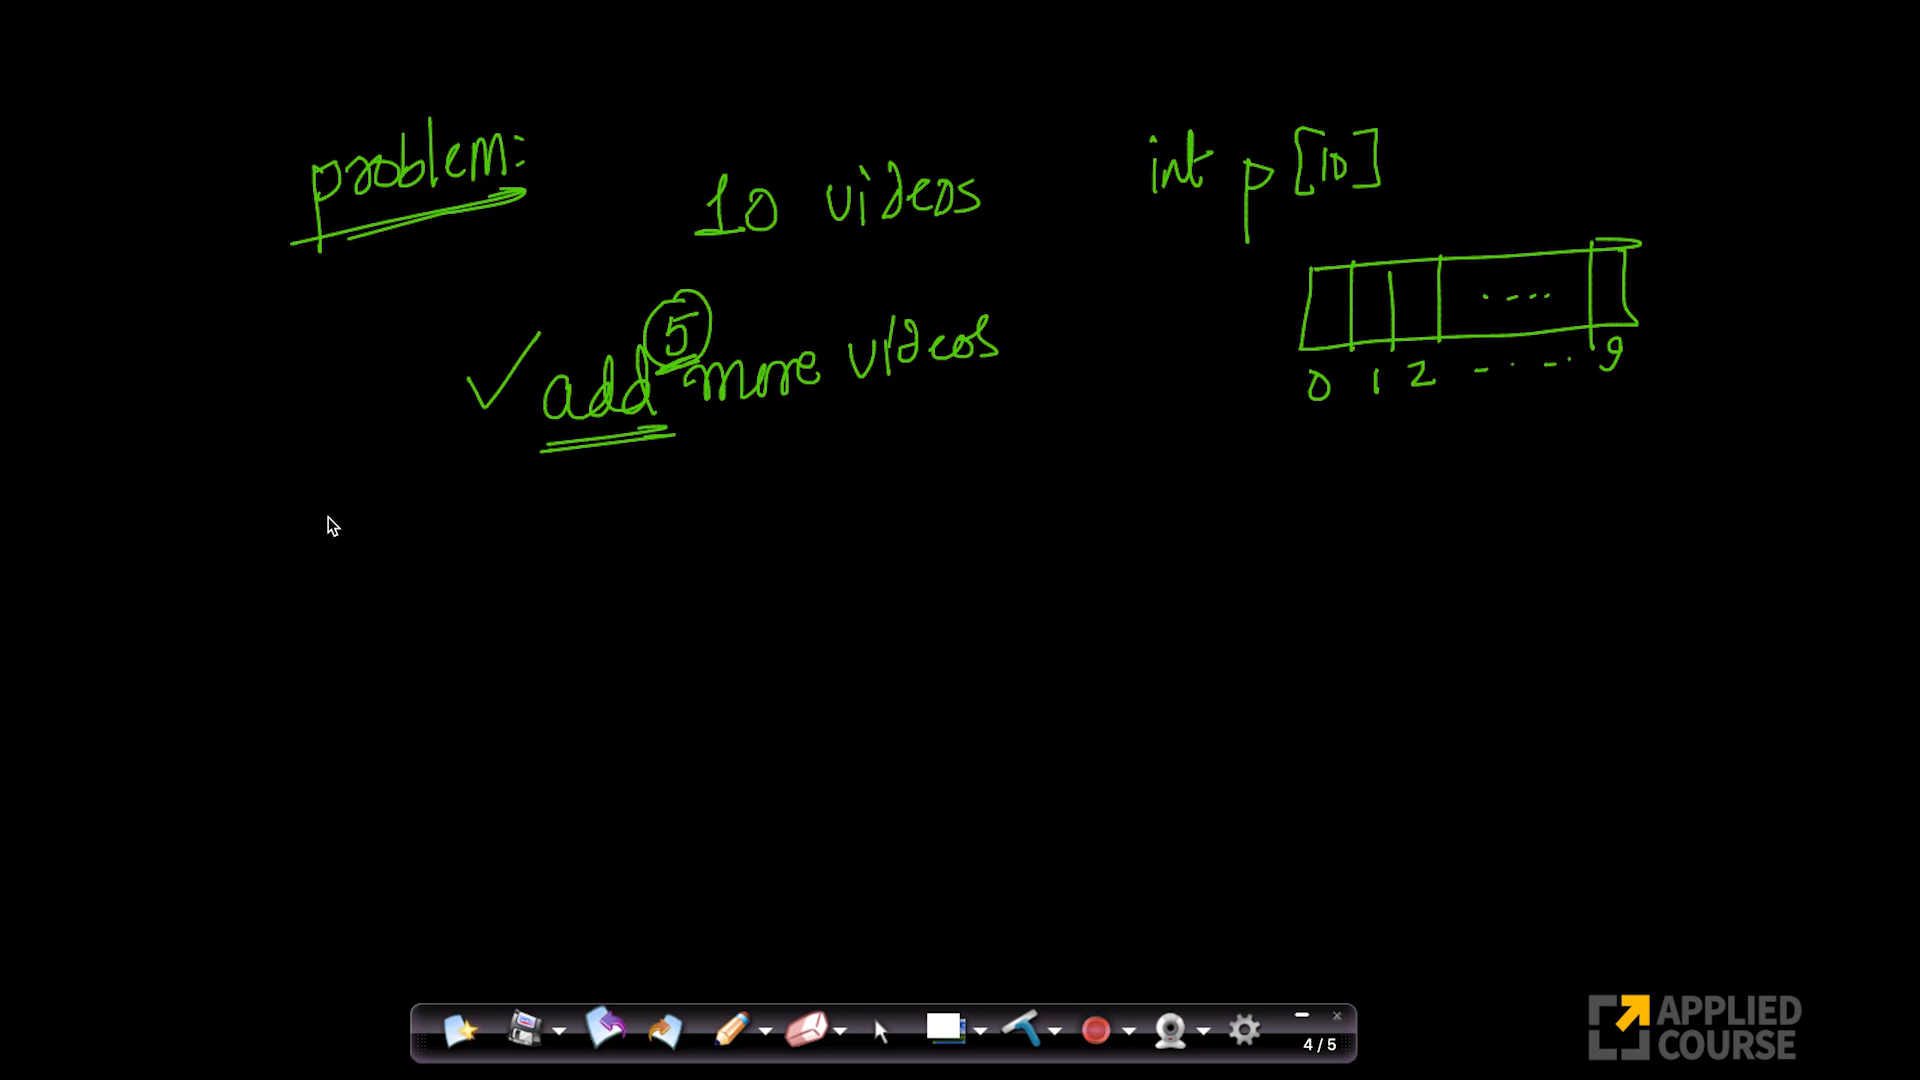 problem:
10 videos
int p[10]
add 5 more videos
0 1 2 - . - . 9
4 / 5
APPLIED
COURSE